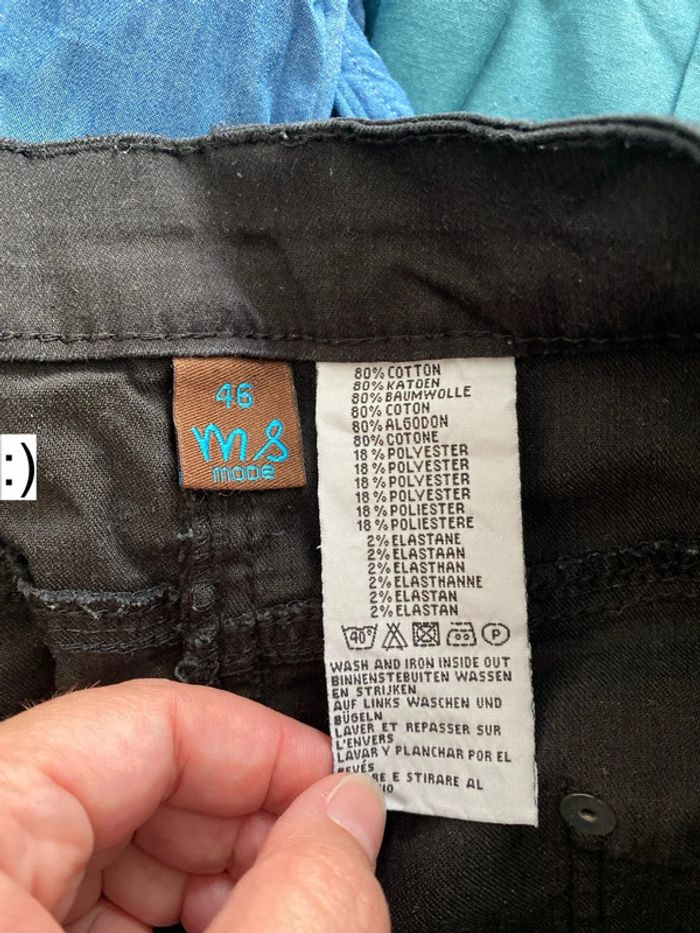 46
ms
mode
:)
80% COTTON
80% KATOEN
80% BAUMWOLLE
80% COTON
80% ALGODON
80% COTONE
18% POLYESTER
18% POLYESTER
18% POLYESTER
18% POLYESTER
18% POLIESTER
18% POLIESTERE
2% ELASTANE
2% ELASTAAN
2% ELASTHAN
2% ELASTHANNE
2% ELASTAN
2% ELASTAN
40° P
WASH AND IRON INSIDE OUT
BINNENSTEBUITEN WASSEN
EN STRIJKEN
AUF LINKS WASCHEN UND
BÜGELN
LAVER ET REPASSER SUR
L'ENVERS
LAVAR Y PLANCHAR POR EL
REVÉS
E STIRARE AL